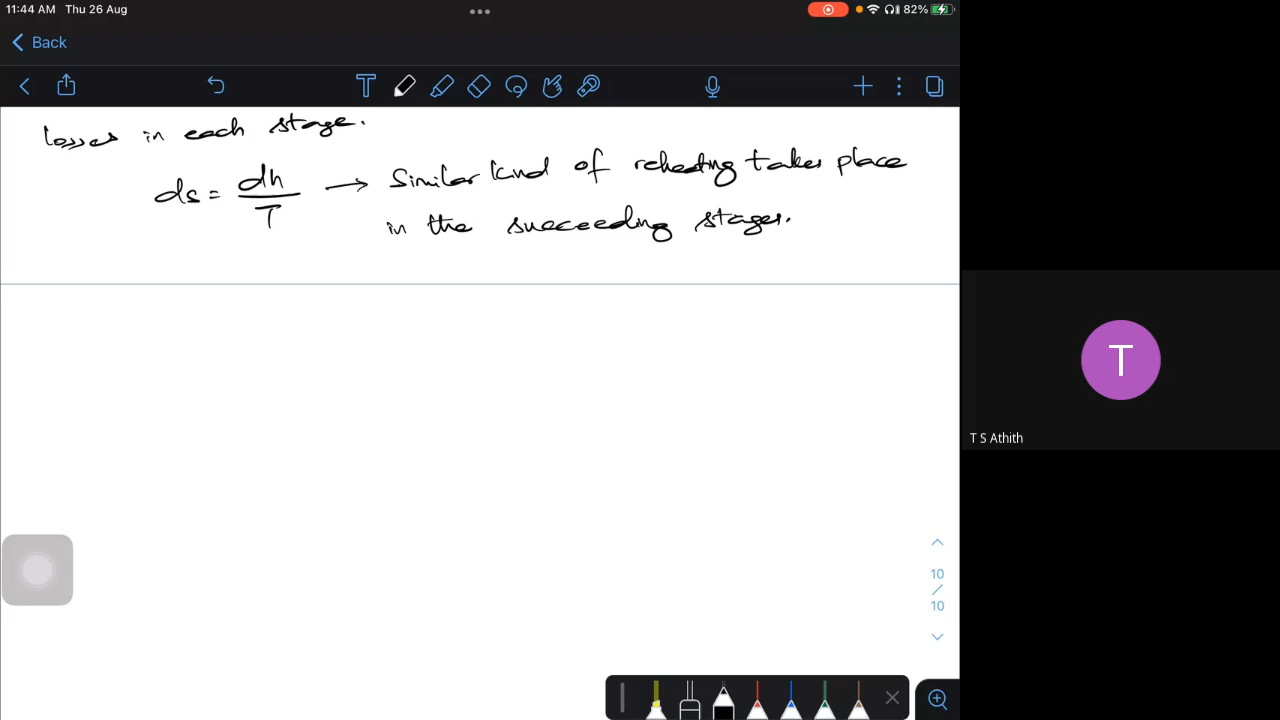 11:44 AM Thu 26 Aug
82%
Back
T
losses in each stage.
ds = dh/T → Similar kind of reheating takes place
in the succeeding stages.
T
T S Athith
10
/
10